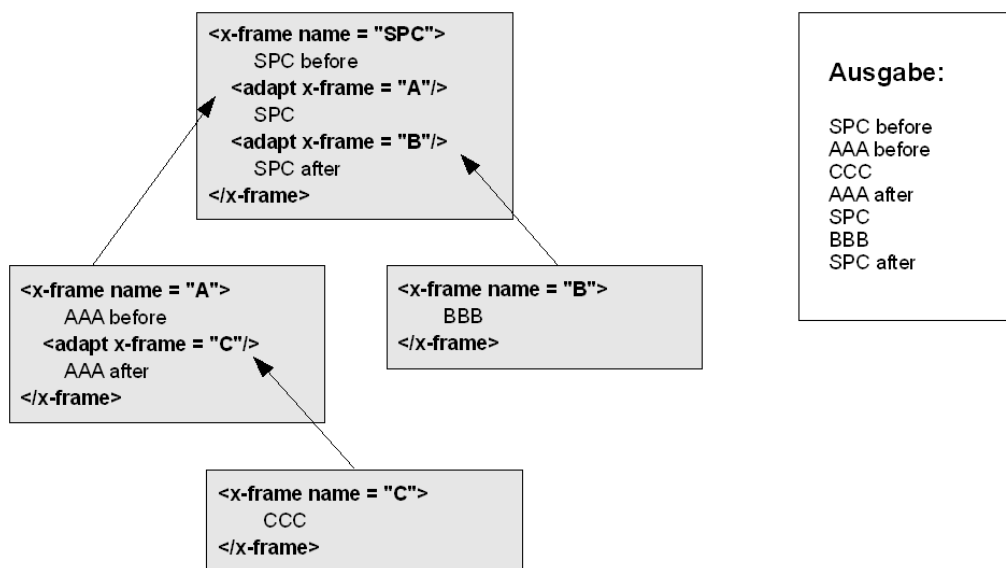 <x-frame name = "SPC">
SPC before
<adapt x-frame = "A"/>
SPC
<adapt x-frame = "B"/>
SPC after
</x-frame>
Ausgabe:
SPC before
AAA before
CCC
AAA after
SPC
BBB
SPC after
<x-frame name = "A">
AAA before
<adapt x-frame = "C"/>
AAA after
</x-frame>
<x-frame name = "B">
BBB
</x-frame>
<x-frame name = "C">
CCC
</x-frame>